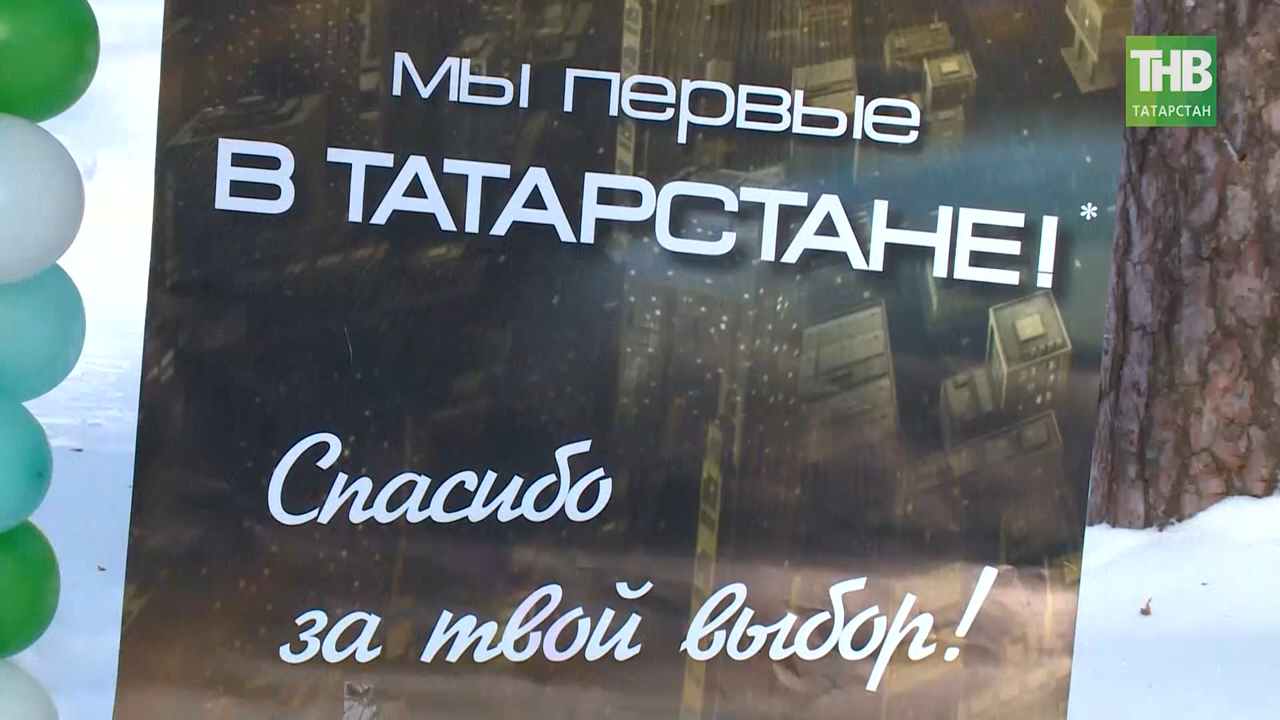 ТНВ
ТАТАРСТАН
мы первые
В ТАТАРСТАНЕ!*
Спасибо
за твой выбор!